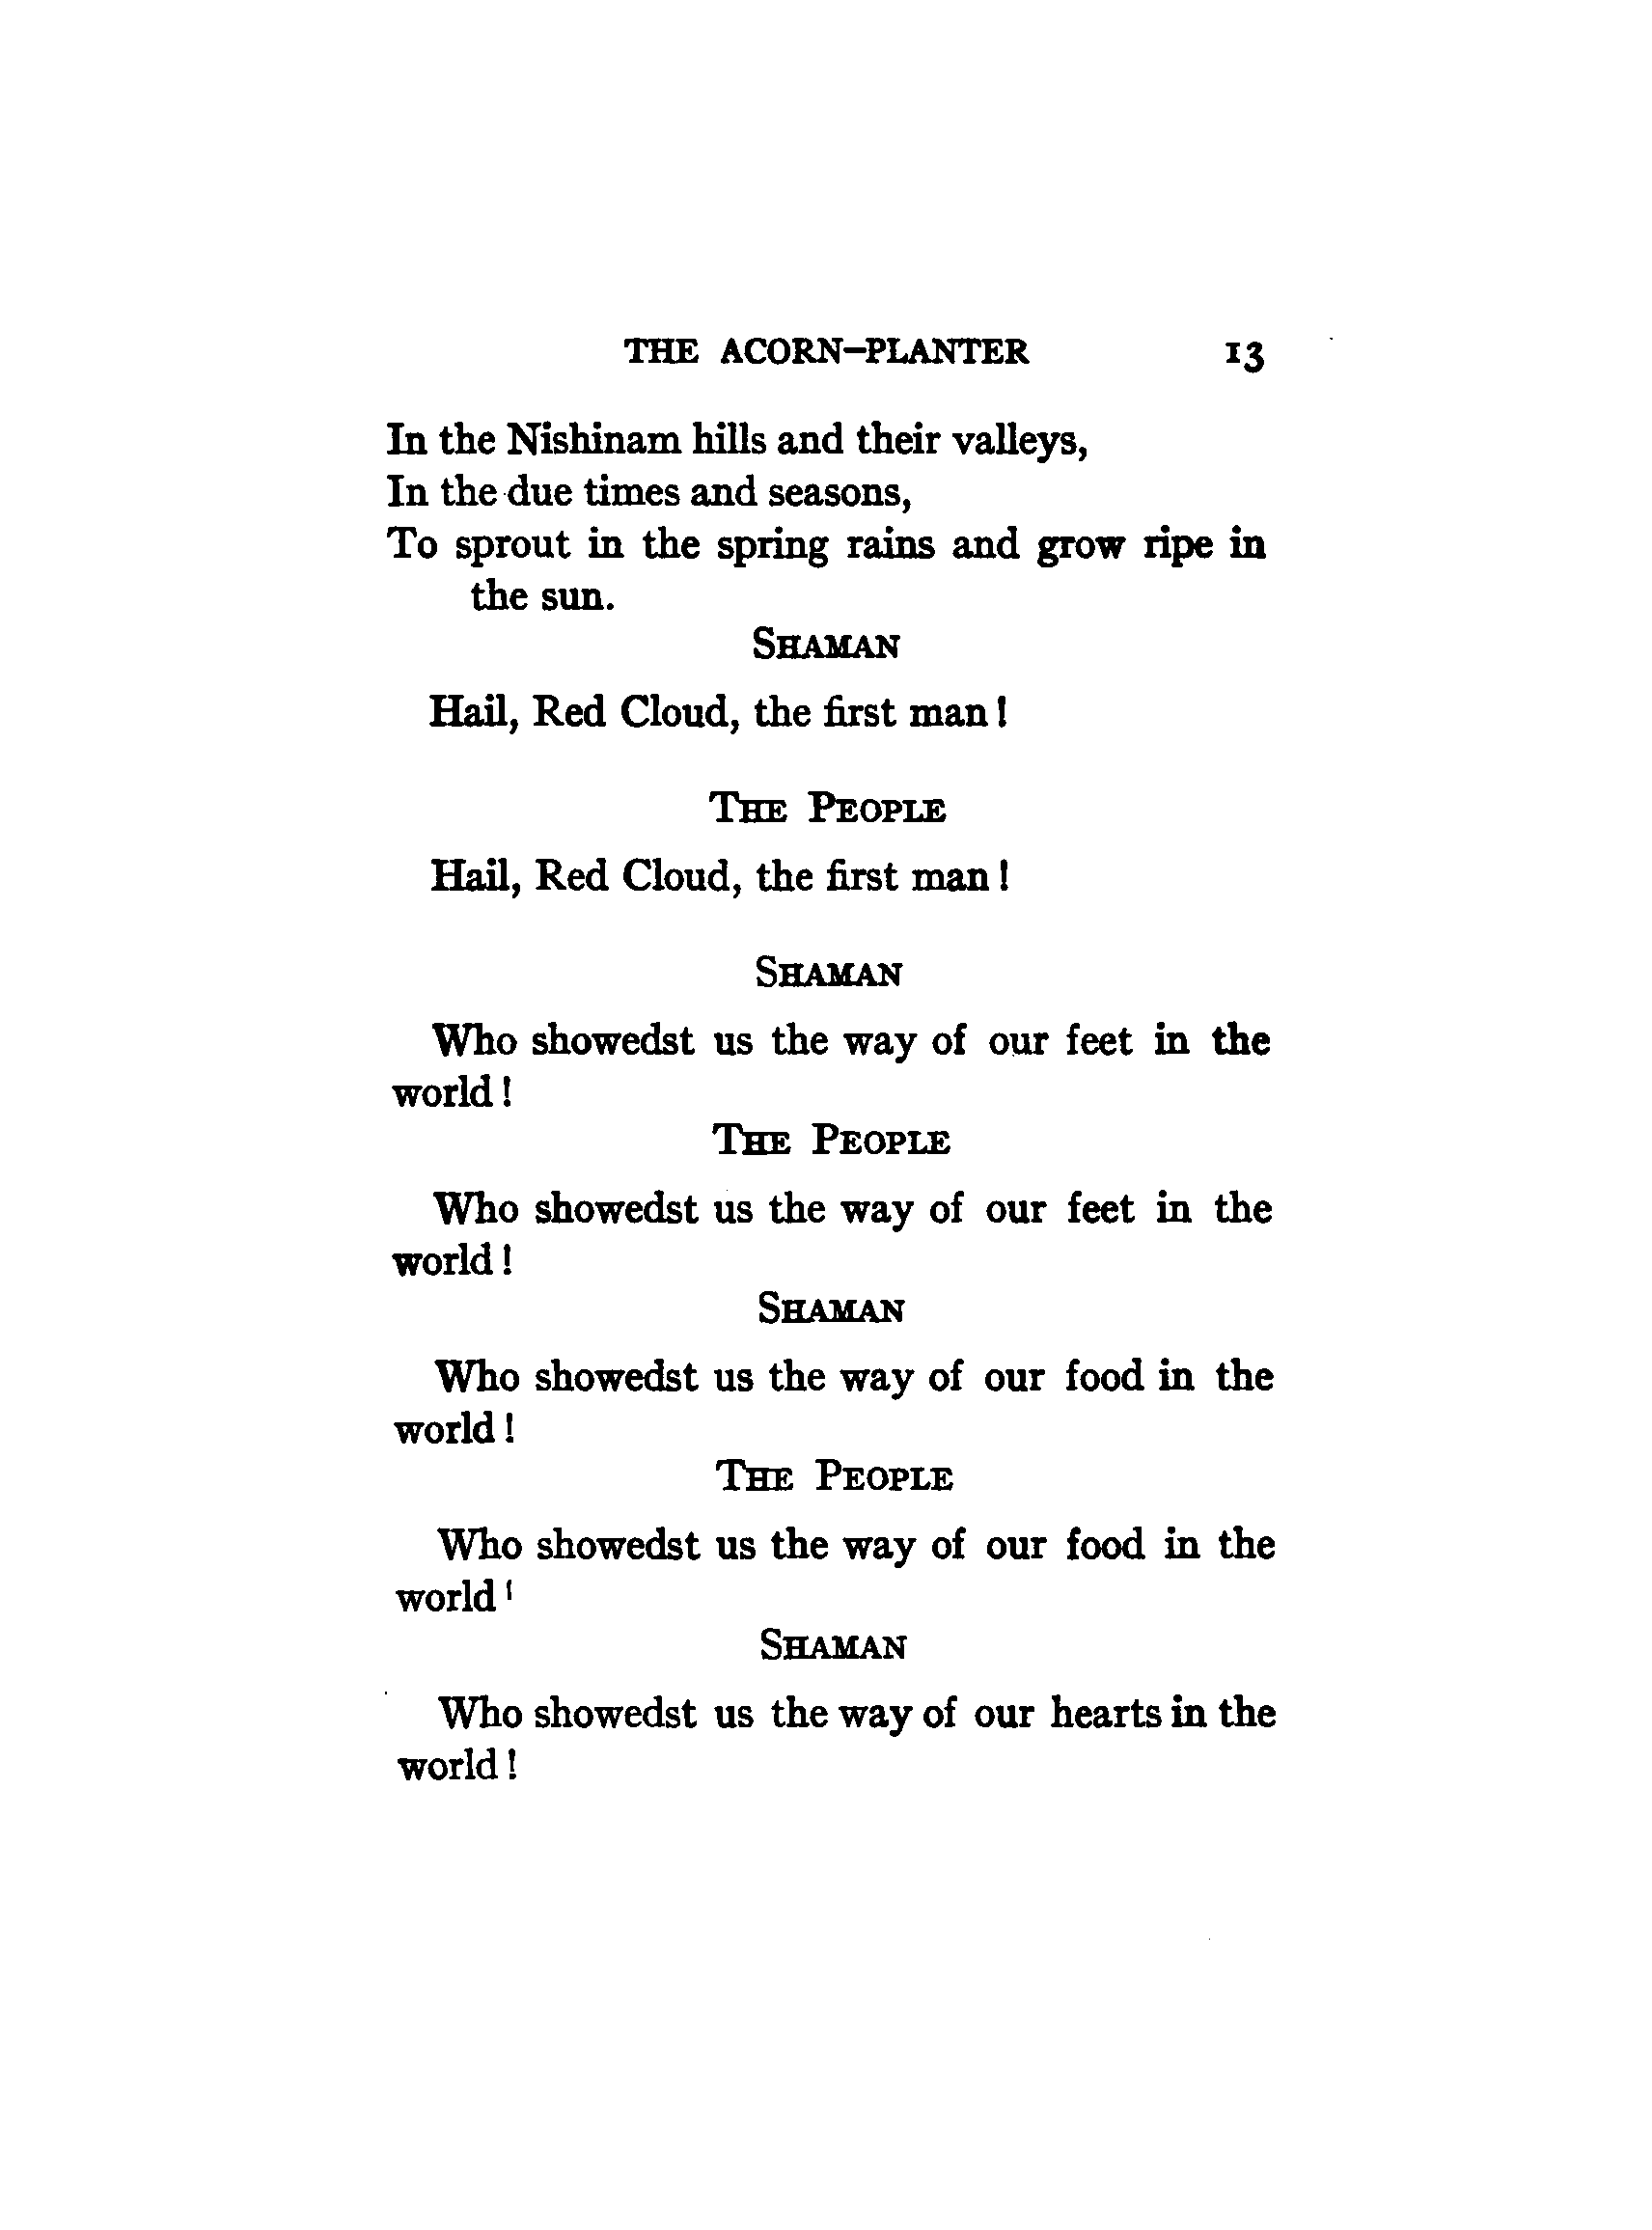 THE ACORN-PLANTER 13
In the Nishinam hills and their valleys,
In the due times and seasons,
To sprout in the spring rains and grow ripe in
the sun.
SHAMAN
Hail, Red Cloud, the first man!
THE PEOPLE
Hail, Red Cloud, the first man!
SHAMAN
Who showedst us the way of our feet in the
world!
THE PEOPLE
Who showedst us the way of our feet in the
world!
SHAMAN
Who showedst us the way of our food in the
world!
THE PEOPLE
Who showedst us the way of our food in the
world!
SHAMAN
Who showedst us the way of our hearts in the
world!